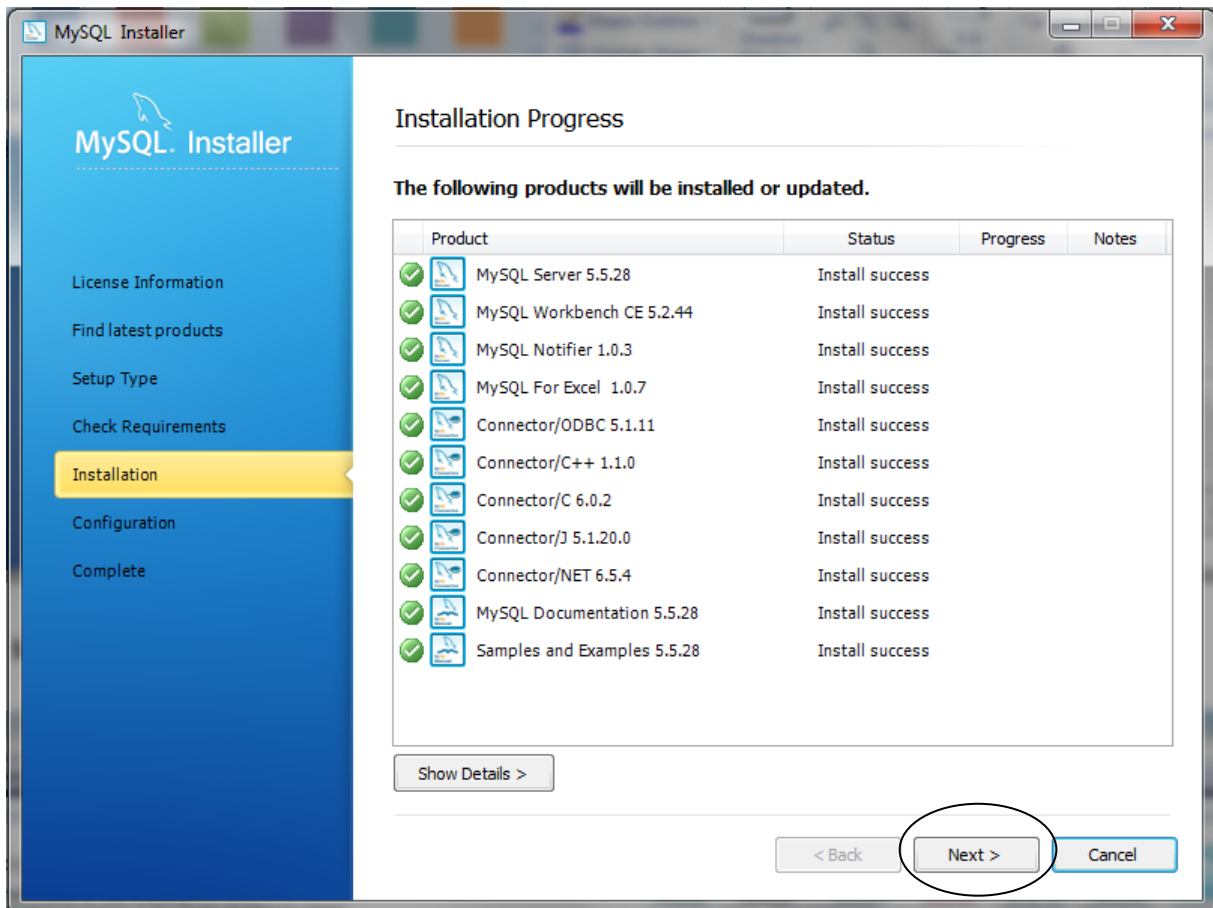 MySQL Installer
MySQL. Installer
License Information
Find latest products
Setup Type
Check Requirements
Installation
Configuration
Complete
Installation Progress
The following products will be installed or updated.
Product Status Progress Notes
MySQL Server 5.5.28 Install success
MySQL Workbench CE 5.2.44 Install success
MySQL Notifier 1.0.3 Install success
MySQL For Excel 1.0.7 Install success
Connector/ODBC 5.1.11 Install success
Connector/C++ 1.1.0 Install success
Connector/C 6.0.2 Install success
Connector/J 5.1.20.0 Install success
Connector/NET 6.5.4 Install success
MySQL Documentation 5.5.28 Install success
Samples and Examples 5.5.28 Install success
Show Details >
< Back Next > Cancel